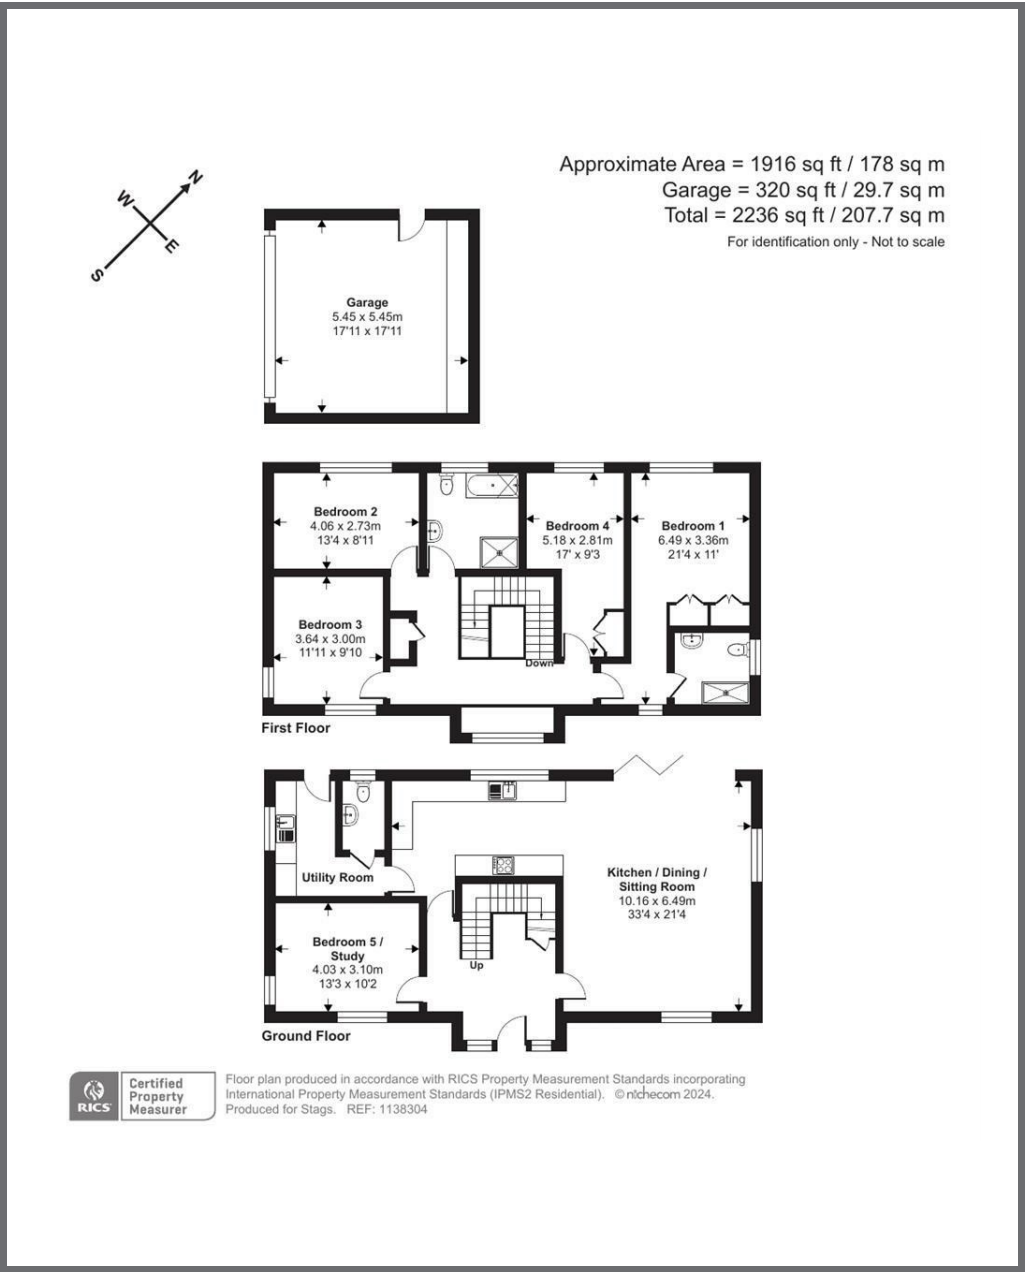 Approximate Area = 1916 sq ft / 178 sq m
Garage = 320 sq ft / 29.7 sq m
Total = 2236 sq ft / 207.7 sq m
For identification only - Not to scale
N
W
E
S
Garage
5.45 x 5.45m
17'11 x 17'11
Bedroom 2
4.06 x 2.73m
13'4 x 8'11
Bedroom 4
5.18 x 2.81m
17' x 9'3
Bedroom 1
6.49 x 3.36m
21'4 x 11'
Bedroom 3
3.64 x 3.00m
11'11 x 9'10
Down
First Floor
Utility Room
Kitchen / Dining /
Sitting Room
10.16 x 6.49m
33'4 x 21'4
Bedroom 5 /
Study
4.03 x 3.10m
13'3 x 10'2
Up
Ground Floor
RICS
Certified
Property
Measurer
Floor plan produced in accordance with RICS Property Measurement Standards incorporating
International Property Measurement Standards (IPMS2 Residential). © nıchecom 2024.
Produced for Stags. REF: 1138304